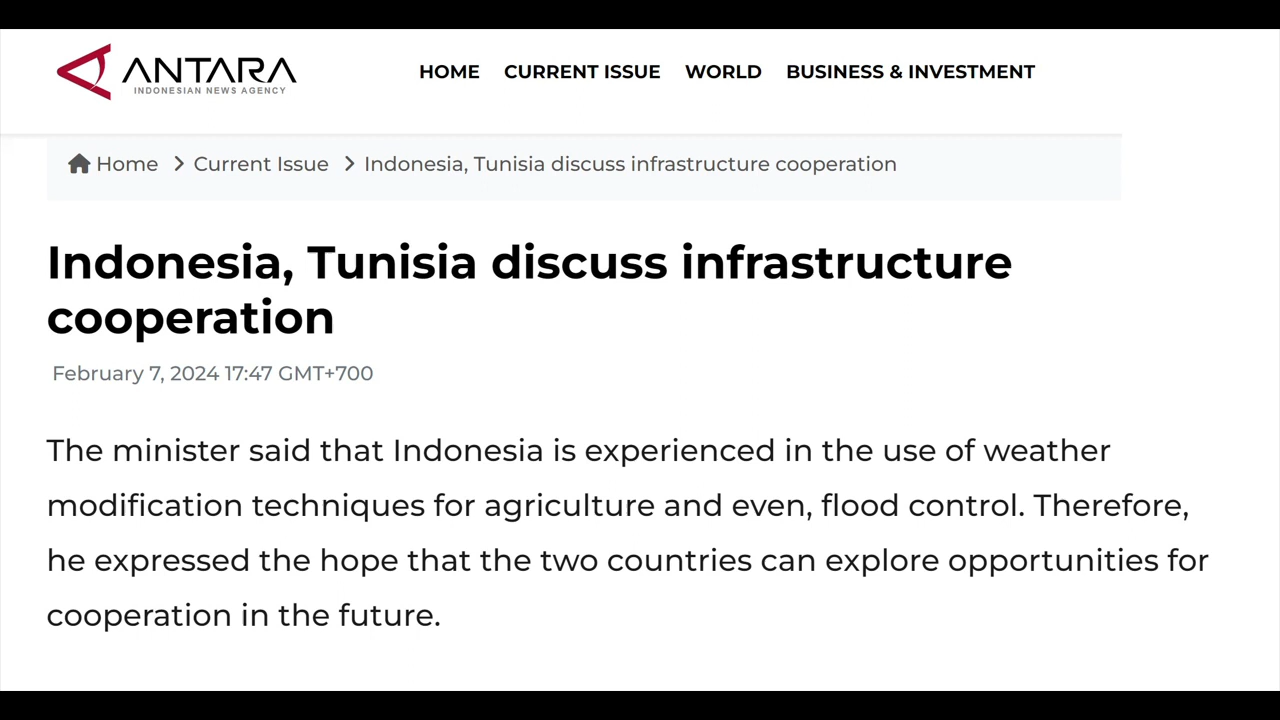 ANTARA
INDONESIAN NEWS AGENCY
HOME CURRENT ISSUE WORLD BUSINESS & INVESTMENT
Home > Current Issue > Indonesia, Tunisia discuss infrastructure cooperation
Indonesia, Tunisia discuss infrastructure
cooperation
February 7, 2024 17:47 GMT+700
The minister said that Indonesia is experienced in the use of weather
modification techniques for agriculture and even, flood control. Therefore,
he expressed the hope that the two countries can explore opportunities for
cooperation in the future.